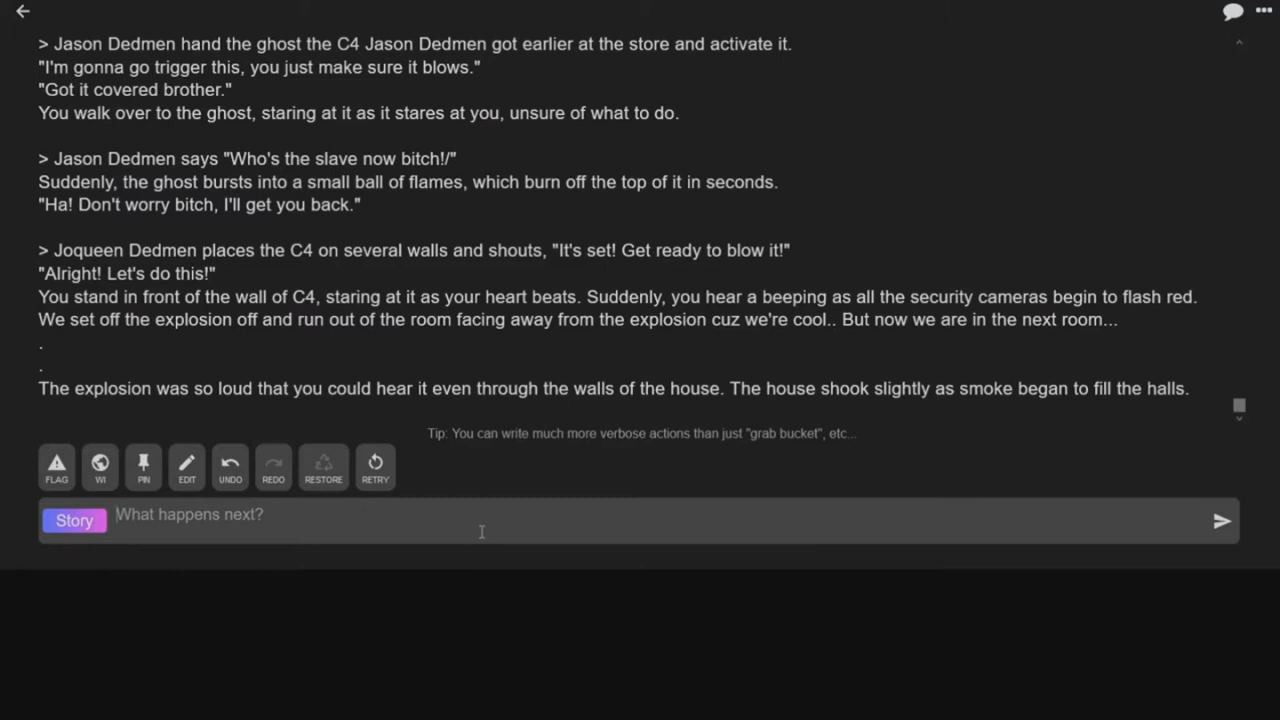 > Jason Dedmen hand the ghost the C4 Jason Dedmen got earlier at the store and activate it.
"I'm gonna go trigger this, you just make sure it blows."
"Got it covered brother."
You walk over to the ghost, staring at it as it stares at you, unsure of what to do.
> Jason Dedmen says "Who's the slave now bitch!/"
Suddenly, the ghost bursts into a small ball of flames, which burn off the top of it in seconds.
"Ha! Don't worry bitch, I'll get you back."
> Joqueen Dedmen places the C4 on several walls and shouts, "It's set! Get ready to blow it!"
"Alright! Let's do this!"
You stand in front of the wall of C4, staring at it as your heart beats. Suddenly, you hear a beeping as all the security cameras begin to flash red.
We set off the explosion off and run out of the room facing away from the explosion cuz we're cool.. But now we are in the next room...
.
.
The explosion was so loud that you could hear it even through the walls of the house. The house shook slightly as smoke began to fill the halls.
Tip: You can write much more verbose actions than just "grab bucket", etc...
FLAG WI PIN EDIT UNDO REDO RESTORE RETRY
Story What happens next?